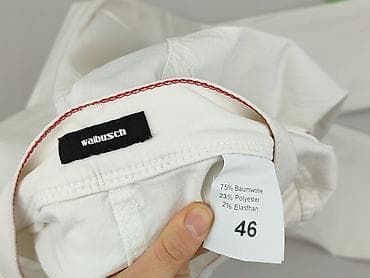 walbusch
75% Baumwolle
23% Polyester
2% Elasthan
46